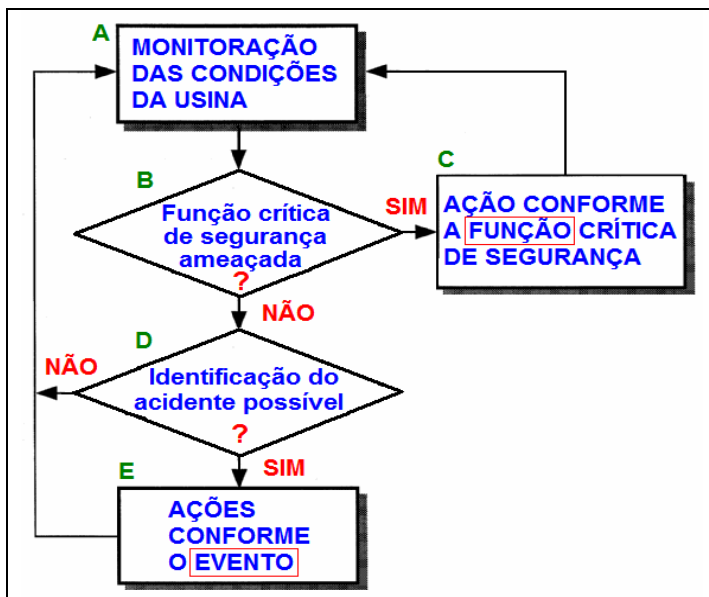 A
MONITORAÇÃO
DAS CONDIÇÕES
DA USINA
B
Função crítica
de segurança
ameaçada
?
SIM
C
AÇÃO CONFORME
A FUNÇÃO CRÍTICA
DE SEGURANÇA
NÃO
D
NÃO
Identificação do
acidente possível
?
SIM
E
AÇÕES
CONFORME
O EVENTO